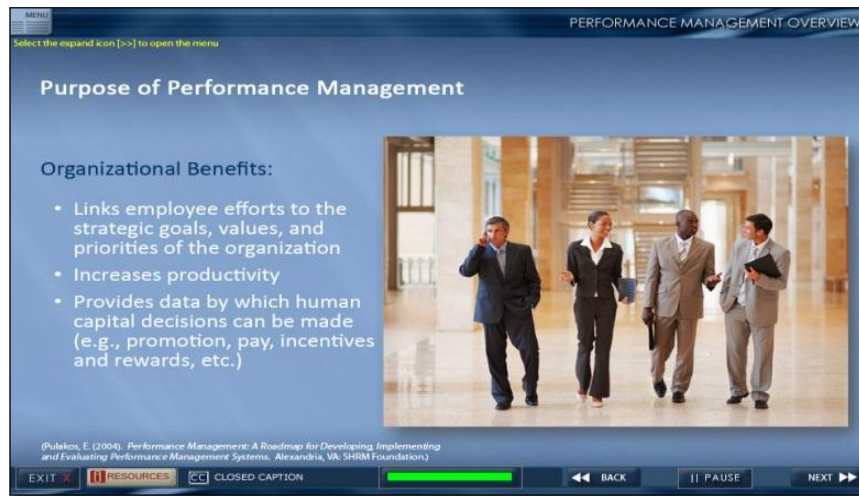 MENU
PERFORMANCE MANAGEMENT OVERVIEW
Select the expand icon [>>] to open the menu
Purpose of Performance Management
Organizational Benefits:
• Links employee efforts to the
strategic goals, values, and
priorities of the organization
• Increases productivity
• Provides data by which human
capital decisions can be made
(e.g., promotion, pay, incentives
and rewards, etc.)
(Pulakos, E. (2004). Performance Management: A Roadmap for Developing, Implementing
and Evaluating Performance Management Systems. Alexandria, VA: SHRM Foundation.)
EXIT X RESOURCES CC CLOSED CAPTION BACK || PAUSE NEXT